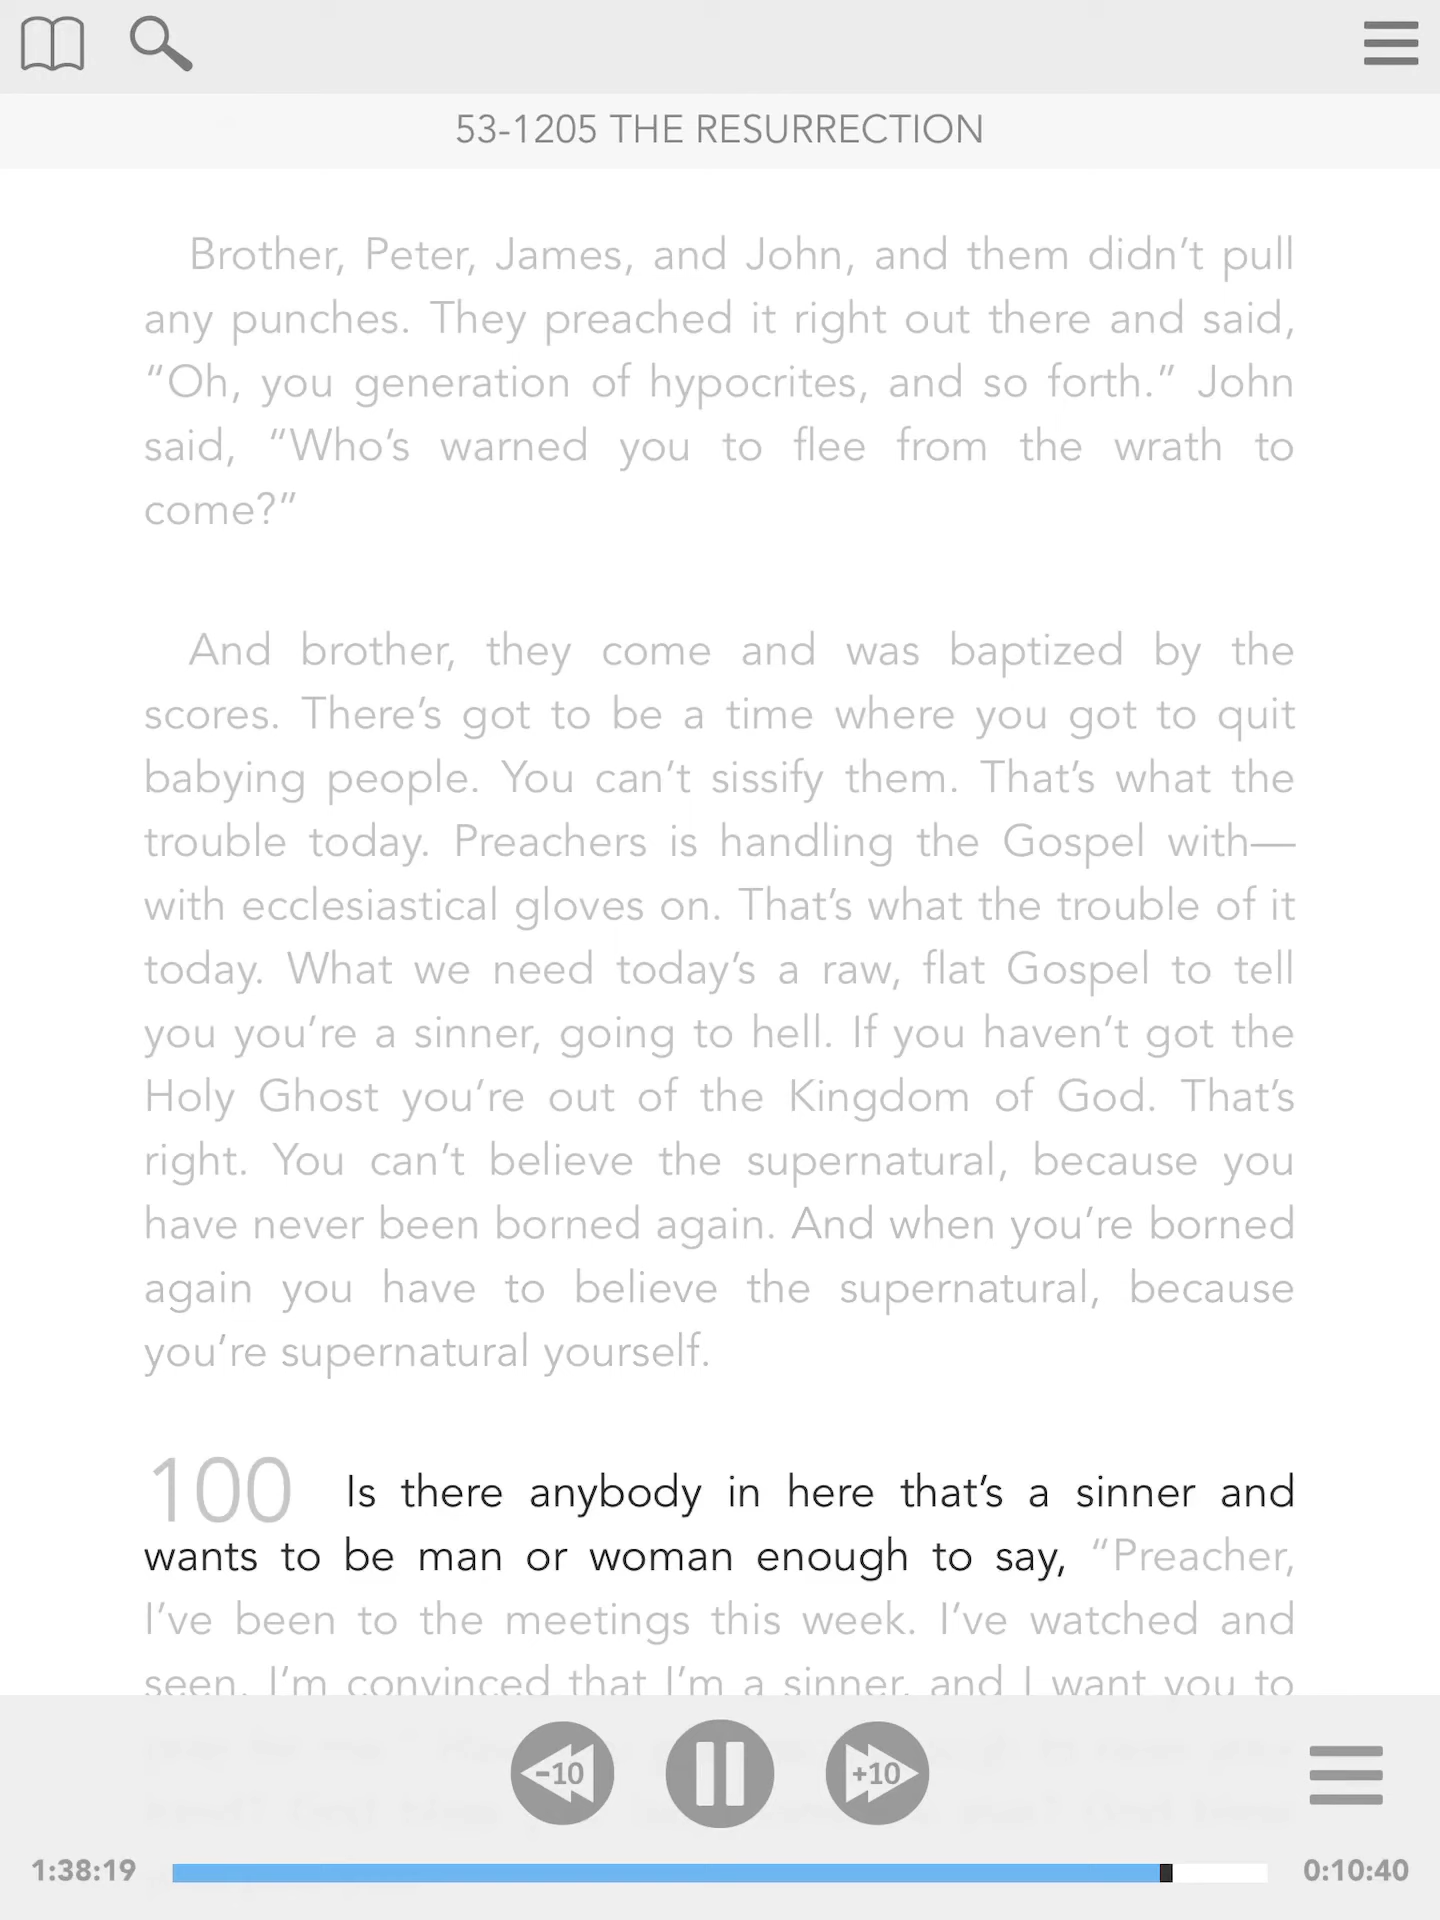 53-1205 THE RESURRECTION
Brother, Peter, James, and John, and them didn’t pull
any punches. They preached it right out there and said,
“Oh, you generation of hypocrites, and so forth.” John
said, “Who’s warned you to flee from the wrath to
come?”
And brother, they come and was baptized by the
scores. There’s got to be a time where you got to quit
babying people. You can’t sissify them. That’s what the
trouble today. Preachers is handling the Gospel with—
with ecclesiastical gloves on. That’s what the trouble of it
today. What we need today’s a raw, flat Gospel to tell
you you’re a sinner, going to hell. If you haven’t got the
Holy Ghost you’re out of the Kingdom of God. That’s
right. You can’t believe the supernatural, because you
have never been borned again. And when you’re borned
again you have to believe the supernatural, because
you’re supernatural yourself.
100 Is there anybody in here that’s a sinner and
wants to be man or woman enough to say, “Preacher,
I’ve been to the meetings this week. I’ve watched and
seen. I’m convinced that I’m a sinner, and I want you to
-10 +10
1:38:19 0:10:40